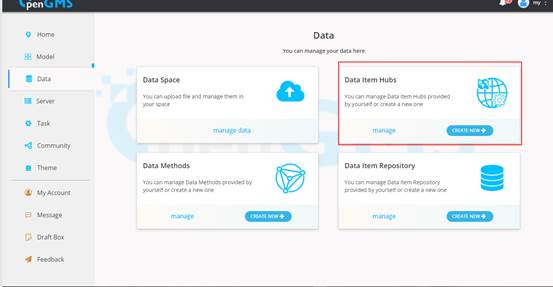 OpenGMS
my
Home
Model
Data
Server
Task
Community
Theme
My Account
Message
Draft Box
Feedback
Data
You can manage your data here
Data Space
You can upload file and manage them in
your space
manage data
Data Item Hubs
You can manage Data Item Hubs provided
by yourself or create a new one
manage
CREATE NEW
Data Methods
You can manage Data Methods provided by
yourself or create a new one
manage
CREATE NEW
Data Item Repository
You can manage Data Item Repository
provided by yourself or create a new one
manage
CREATE NEW